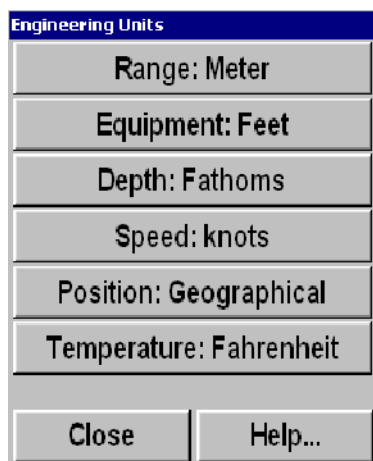 Engineering Units
Range: Meter
Equipment: Feet
Depth: Fathoms
Speed: knots
Position: Geographical
Temperature: Fahrenheit
Close Help...